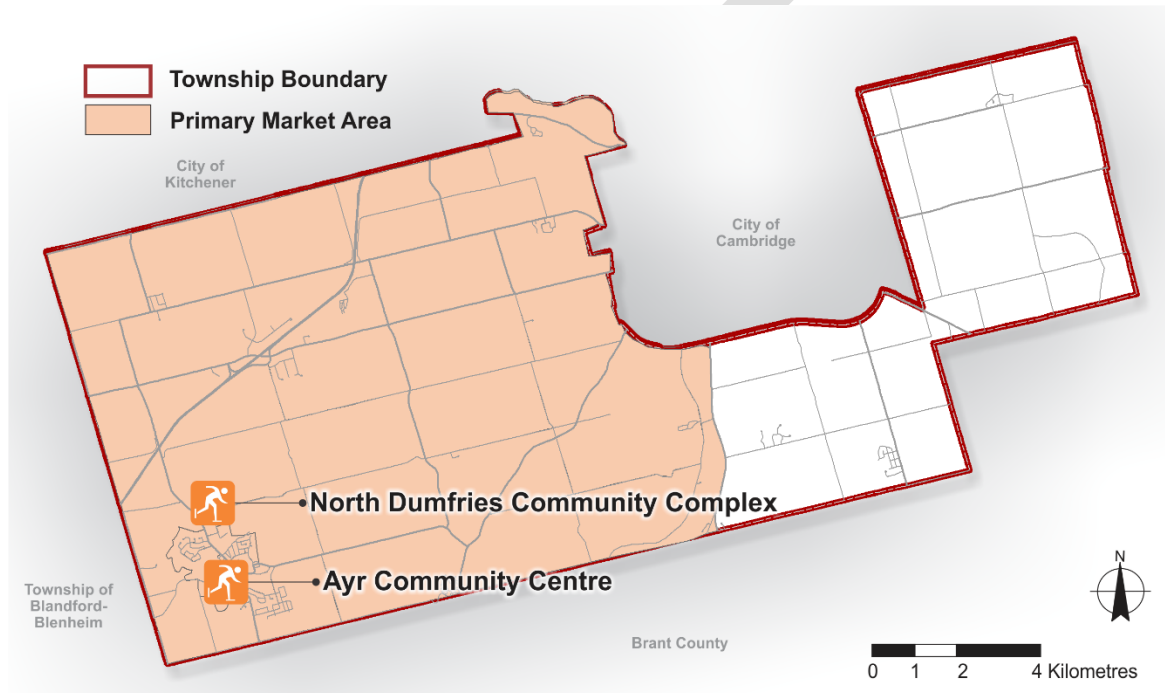 Township Boundary
Primary Market Area
City of
Kitchener
City of
Cambridge
North Dumfries Community Complex
Ayr Community Centre
Township of
Blandford-
Blenheim
Brant County
N
0 1 2 4 Kilometres